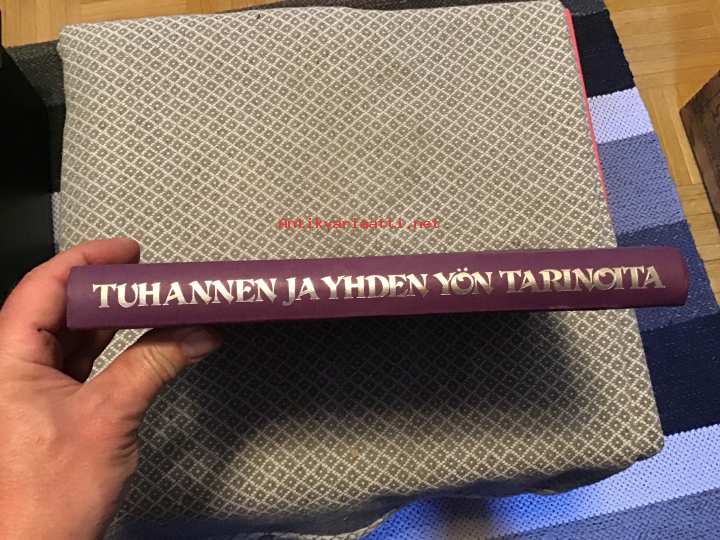 Antikvariaatti.net
TUHANNEN JA YHDEN YÖN TARINOITA